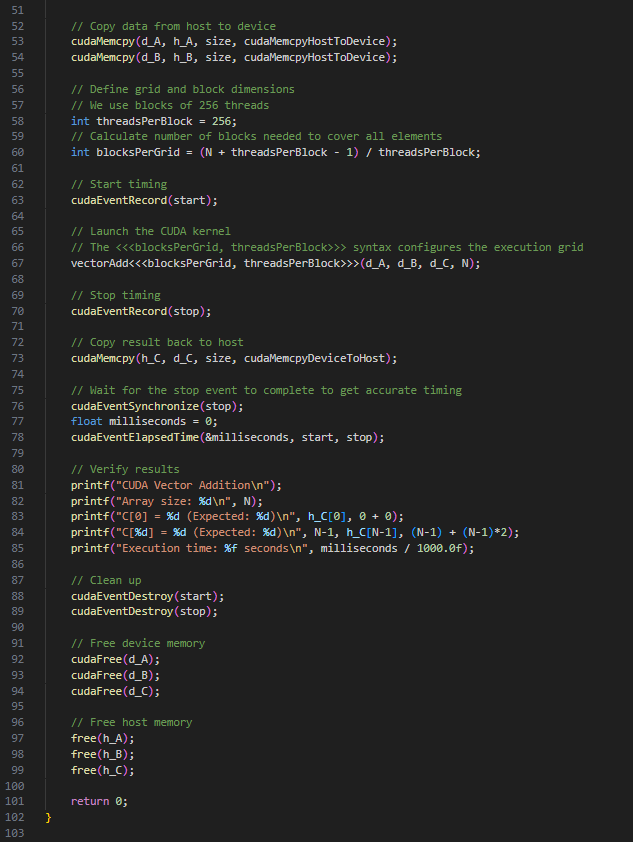 51
52 // Copy data from host to device
53 cudaMemcpy(d_A, h_A, size, cudaMemcpyHostToDevice);
54 cudaMemcpy(d_B, h_B, size, cudaMemcpyHostToDevice);
55
56 // Define grid and block dimensions
57 // We use blocks of 256 threads
58 int threadsPerBlock = 256;
59 // Calculate number of blocks needed to cover all elements
60 int blocksPerGrid = (N + threadsPerBlock - 1) / threadsPerBlock;
61
62 // Start timing
63 cudaEventRecord(start);
64
65 // Launch the CUDA kernel
66 // The <<<blocksPerGrid, threadsPerBlock>>> syntax configures the execution grid
67 vectorAdd<<<blocksPerGrid, threadsPerBlock>>>(d_A, d_B, d_C, N);
68
69 // Stop timing
70 cudaEventRecord(stop);
71
72 // Copy result back to host
73 cudaMemcpy(h_C, d_C, size, cudaMemcpyDeviceToHost);
74
75 // Wait for the stop event to complete to get accurate timing
76 cudaEventSynchronize(stop);
77 float milliseconds = 0;
78 cudaEventElapsedTime(&milliseconds, start, stop);
79
80 // Verify results
81 printf("CUDA Vector Addition\n");
82 printf("Array size: %d\n", N);
83 printf("C[0] = %d (Expected: %d)\n", h_C[0], 0 + 0);
84 printf("C[%d] = %d (Expected: %d)\n", N-1, h_C[N-1], (N-1) + (N-1)*2);
85 printf("Execution time: %f seconds\n", milliseconds / 1000.0f);
86
87 // Clean up
88 cudaEventDestroy(start);
89 cudaEventDestroy(stop);
90
91 // Free device memory
92 cudaFree(d_A);
93 cudaFree(d_B);
94 cudaFree(d_C);
95
96 // Free host memory
97 free(h_A);
98 free(h_B);
99 free(h_C);
100
101 return 0;
102 }
103